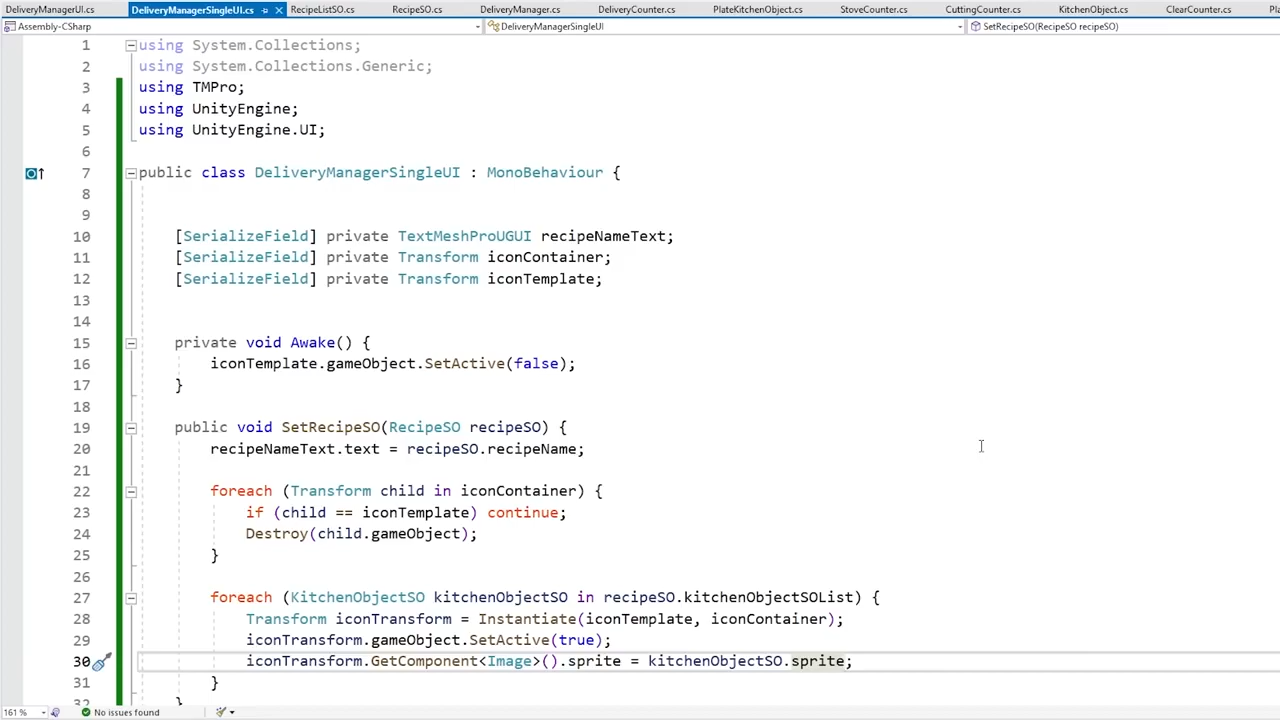 DeliveryManagerUI.cs DeliveryManagerSingleUI.cs RecipeListSO.cs RecipeSO.cs DeliveryManager.cs DeliveryCounter.cs PlateKitchenObject.cs StoveCounter.cs CuttingCounter.cs KitchenObject.cs ClearCounter.cs
Assembly-CSharp DeliveryManagerSingleUI SetRecipeSO(RecipeSO recipeSO)
1 using System.Collections;
2 using System.Collections.Generic;
3 using TMPro;
4 using UnityEngine;
5 using UnityEngine.UI;
6
7 public class DeliveryManagerSingleUI : MonoBehaviour {
8
9
10 [SerializeField] private TextMeshProUGUI recipeNameText;
11 [SerializeField] private Transform iconContainer;
12 [SerializeField] private Transform iconTemplate;
13
14
15 private void Awake() {
16 iconTemplate.gameObject.SetActive(false);
17 }
18
19 public void SetRecipeSO(RecipeSO recipeSO) {
20 recipeNameText.text = recipeSO.recipeName;
21
22 foreach (Transform child in iconContainer) {
23 if (child == iconTemplate) continue;
24 Destroy(child.gameObject);
25 }
26
27 foreach (KitchenObjectSO kitchenObjectSO in recipeSO.kitchenObjectSOList) {
28 Transform iconTransform = Instantiate(iconTemplate, iconContainer);
29 iconTransform.gameObject.SetActive(true);
30 iconTransform.GetComponent<Image>().sprite = kitchenObjectSO.sprite;
31 }
32 }
161 % No issues found